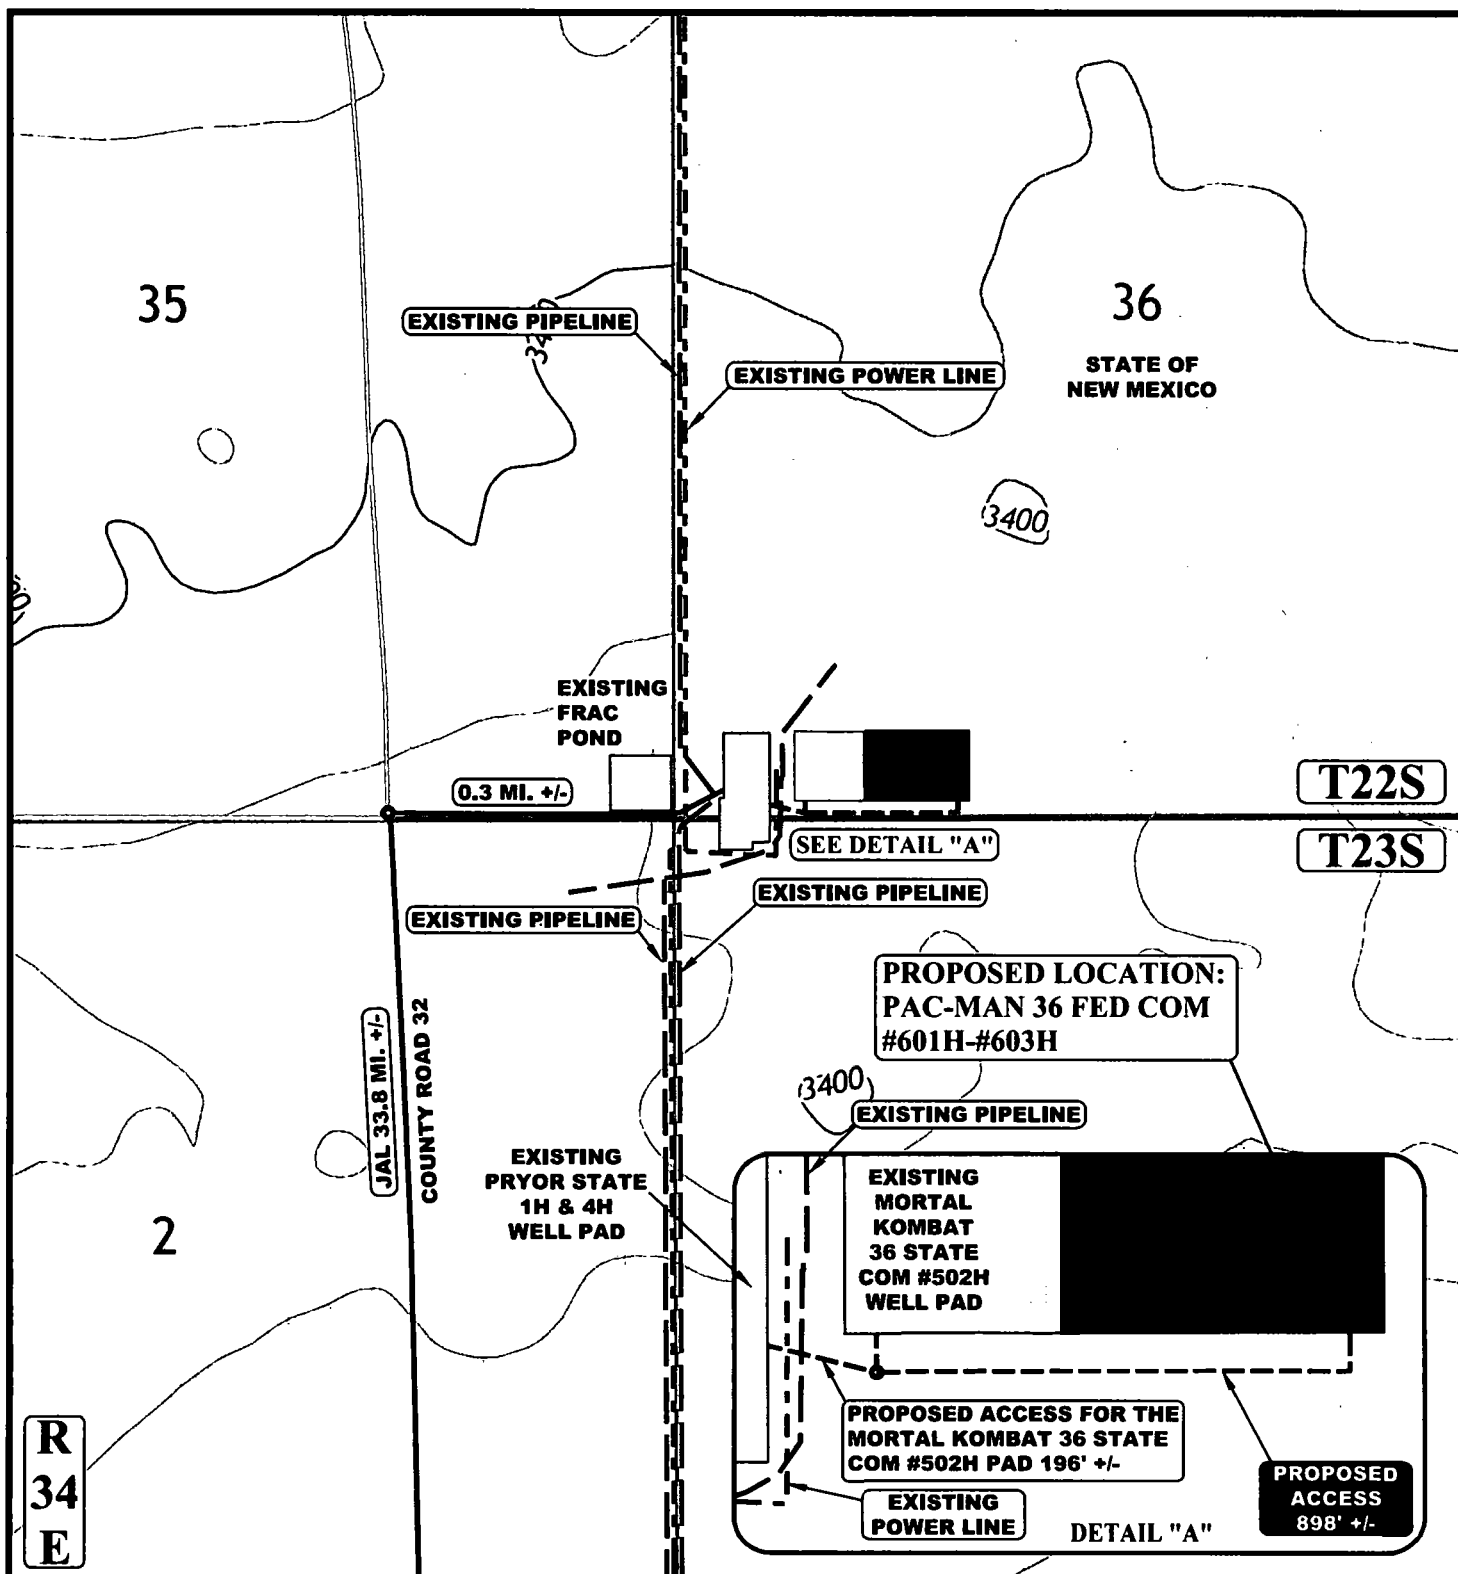 35
36
STATE OF
NEW MEXICO
EXISTING PIPELINE
EXISTING POWER LINE
3400
EXISTING
FRAC
POND
0.3 MI. +/-
T22S
T23S
SEE DETAIL "A"
EXISTING PIPELINE
EXISTING PIPELINE
PROPOSED LOCATION:
PAC-MAN 36 FED COM
#601H-#603H
JAL 33.8 MI. +/-
COUNTY ROAD 32
3400
EXISTING PIPELINE
2
EXISTING
PRYOR STATE
1H & 4H
WELL PAD
EXISTING
MORTAL
KOMBAT
36 STATE
COM #502H
WELL PAD
PROPOSED ACCESS FOR THE
MORTAL KOMBAT 36 STATE
COM #502H PAD 196' +/-
EXISTING
POWER LINE
PROPOSED
ACCESS
898' +/-
DETAIL "A"
R
34
E